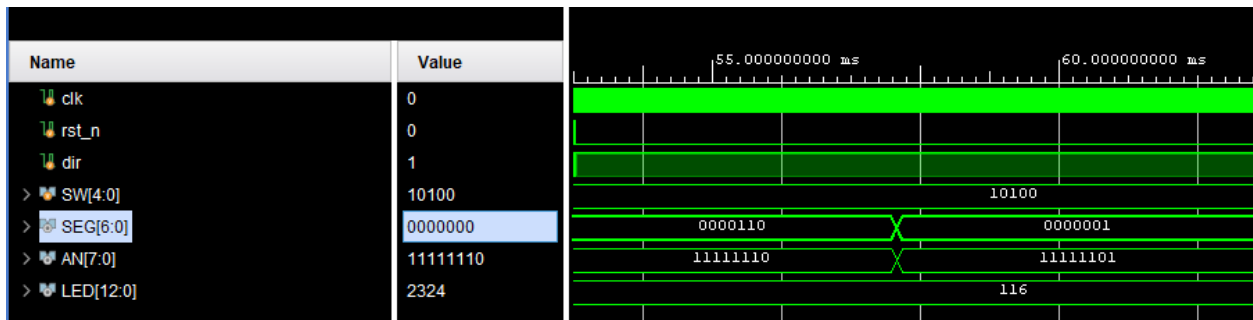 Name Value
55.000000000 ms 60.000000000 ms
clk 0
rst_n 0
dir 1
SW[4:0] 10100 10100
SEG[6:0] 0000000 0000110 0000001
AN[7:0] 11111110 11111110 11111101
LED[12:0] 2324 116